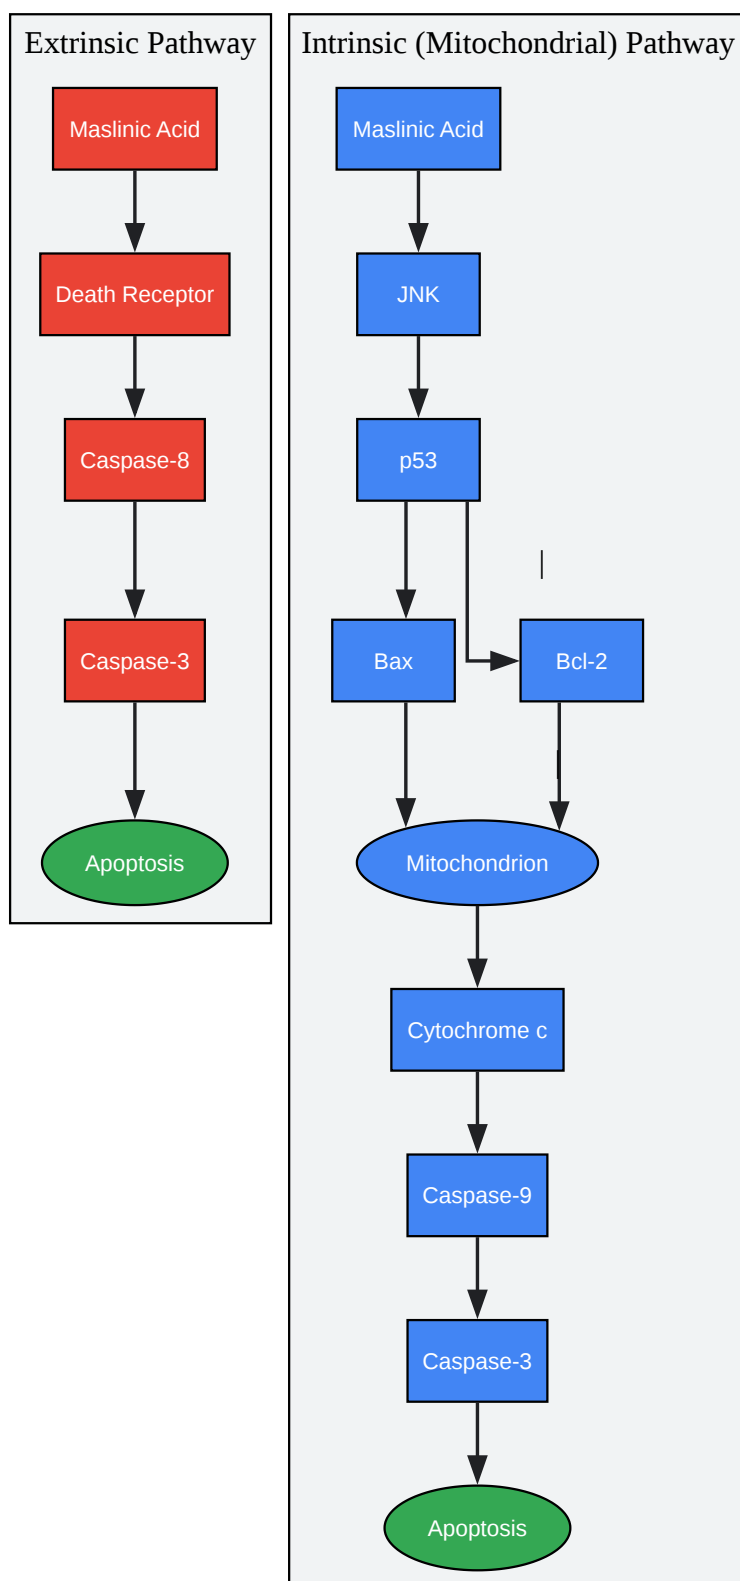 Extrinsic Pathway
Maslinic Acid
Death Receptor
Caspase-8
Caspase-3
Apoptosis
Intrinsic (Mitochondrial) Pathway
Maslinic Acid
JNK
p53
|
Bax
Bcl-2
|
Mitochondrion
Cytochrome c
Caspase-9
Caspase-3
Apoptosis